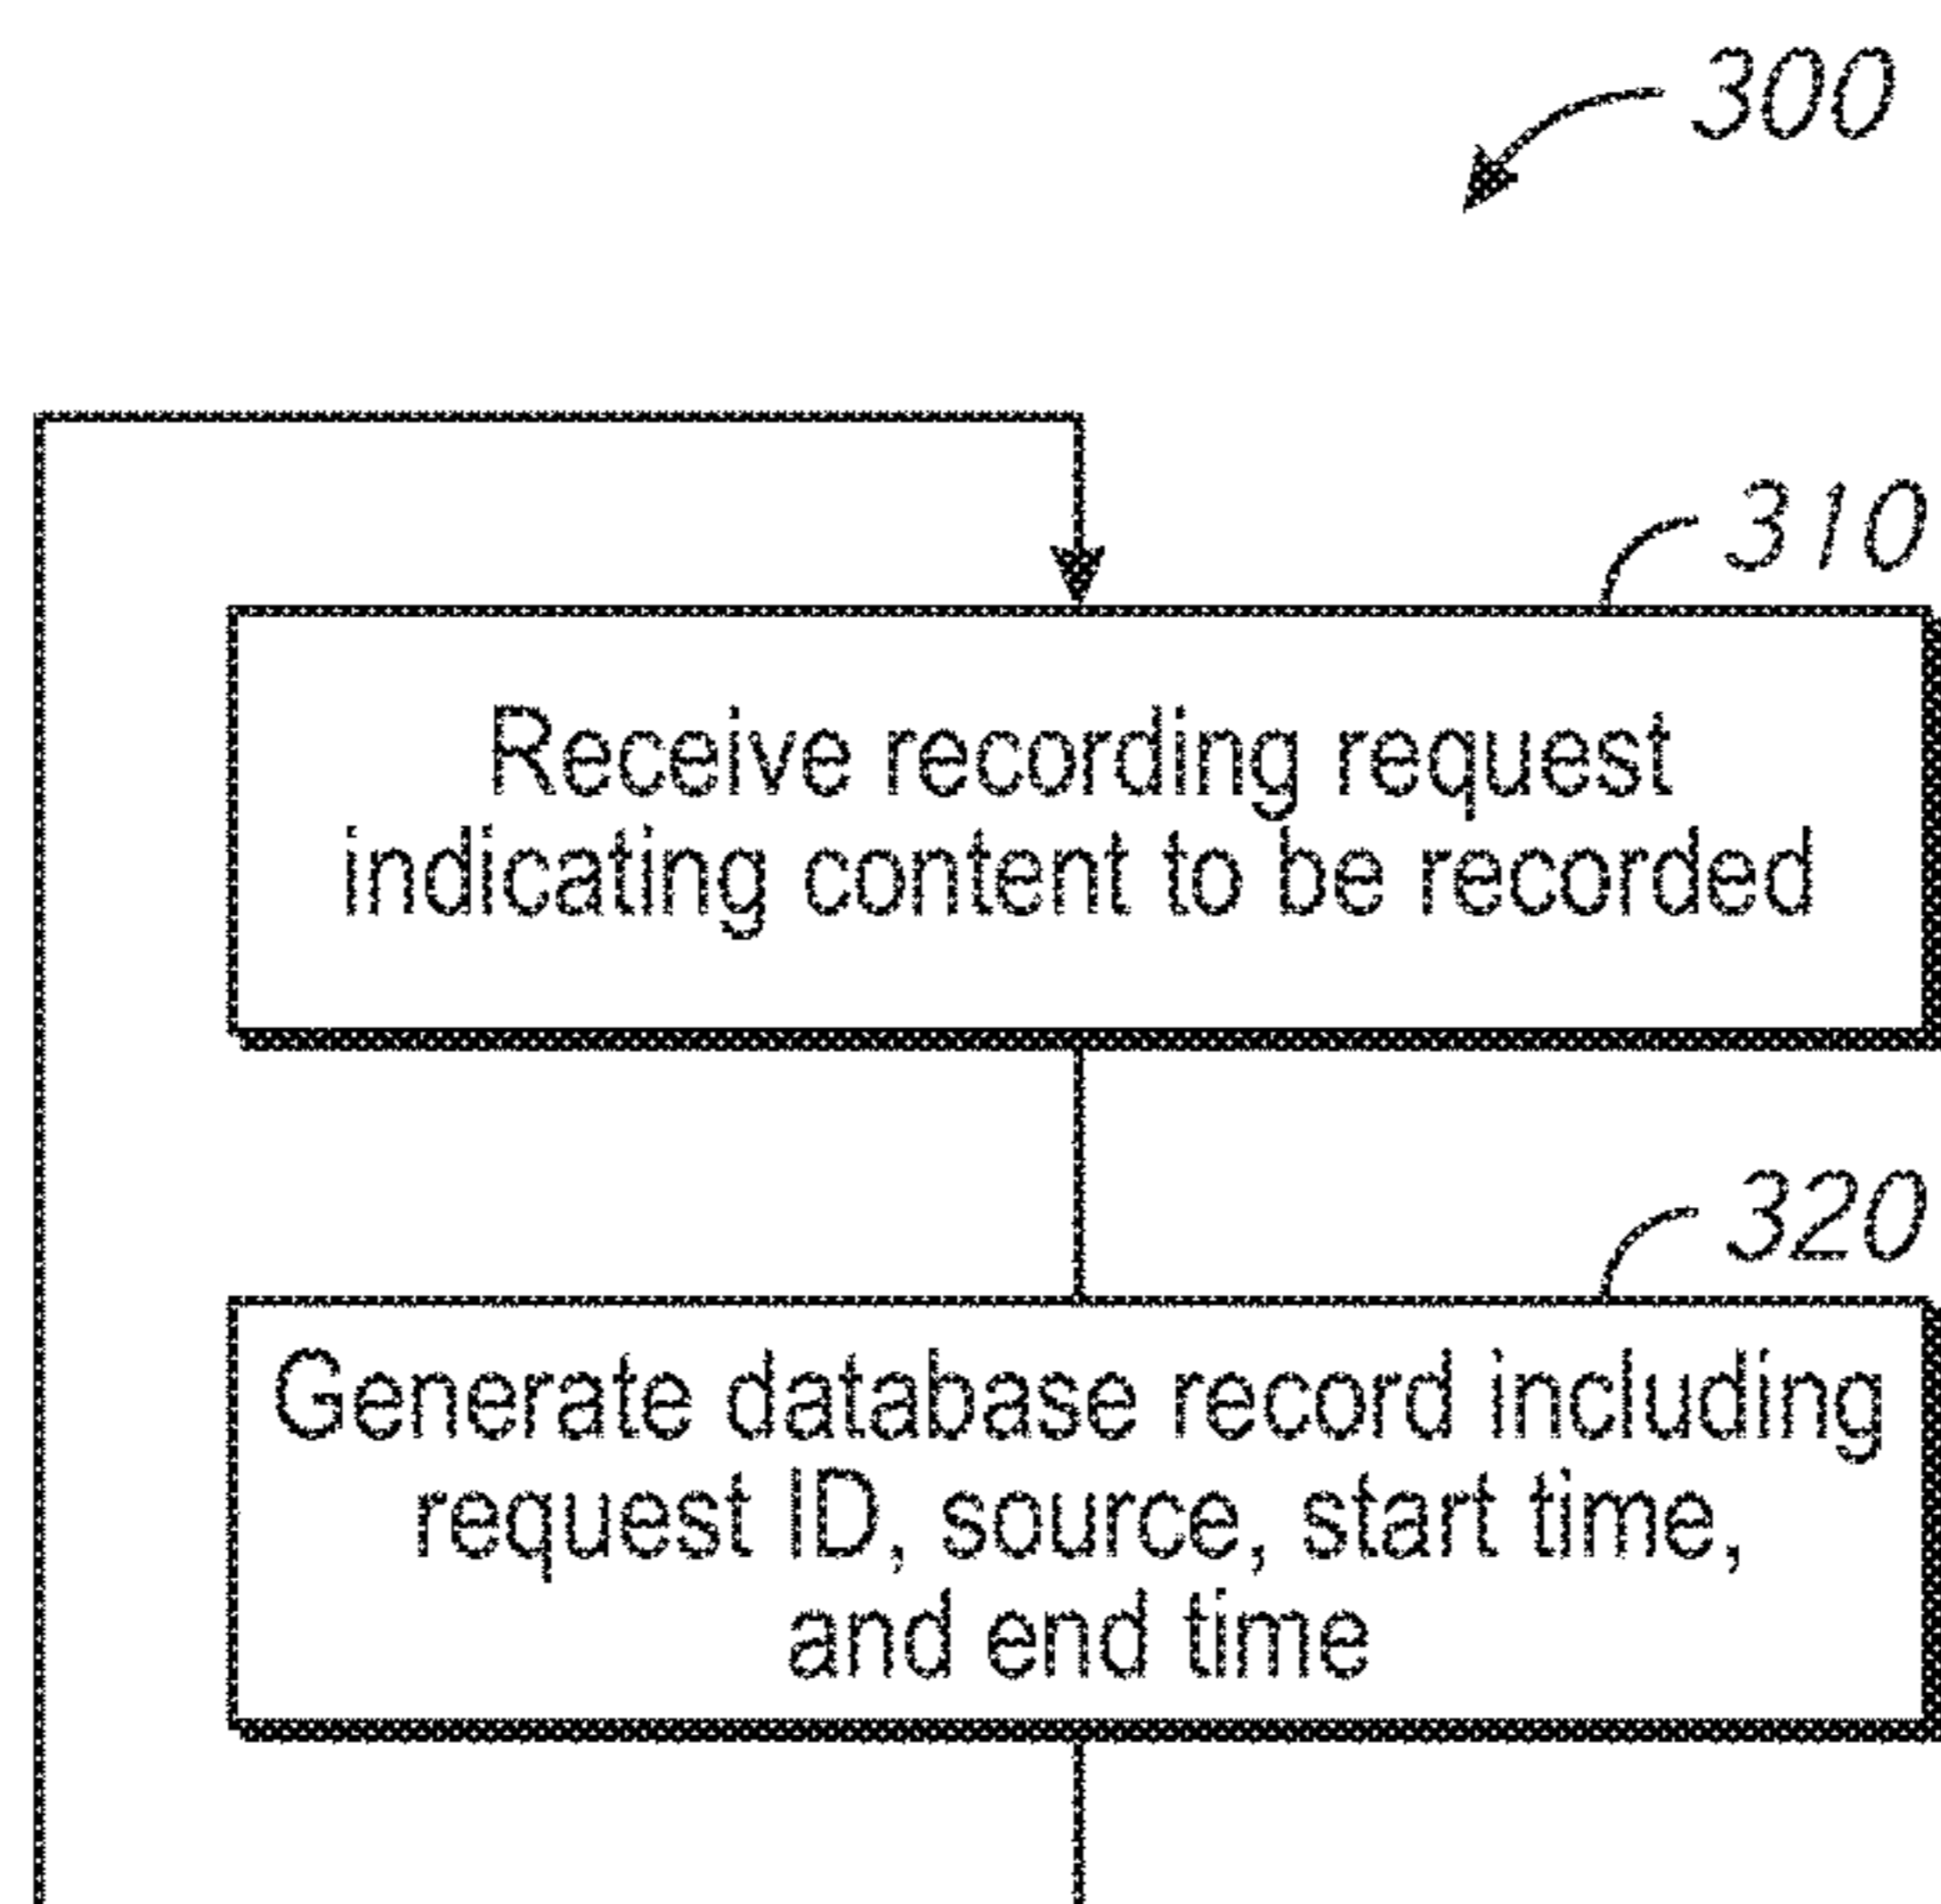 300
310
Receive recording request
indicating content to be recorded
320
Generate database record including
request ID, source, start time,
and end time